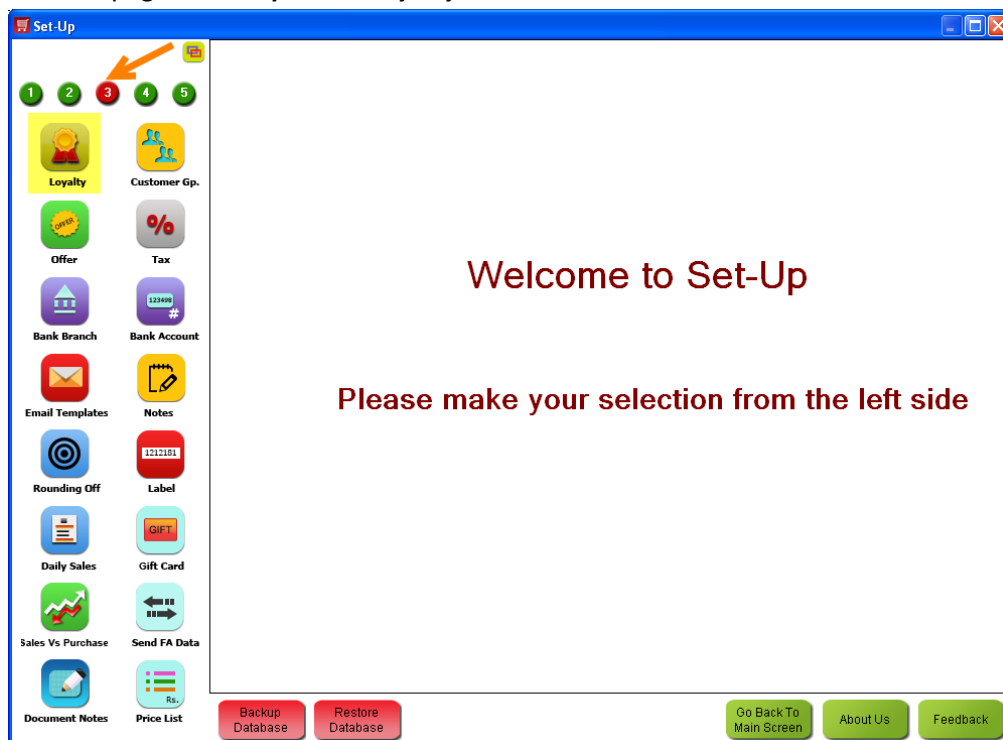 Set-Up
1 2 3 4 5
Loyalty Customer Gp.
OFFER %
Offer Tax
123498 #
Bank Branch Bank Account
Email Templates Notes
1212181
Rounding Off Label
GIFT
Daily Sales Gift Card
Sales Vs Purchase Send FA Data
Rs.
Document Notes Price List
Welcome to Set-Up
Please make your selection from the left side
Backup Database
Restore Database
Go Back To Main Screen
About Us
Feedback